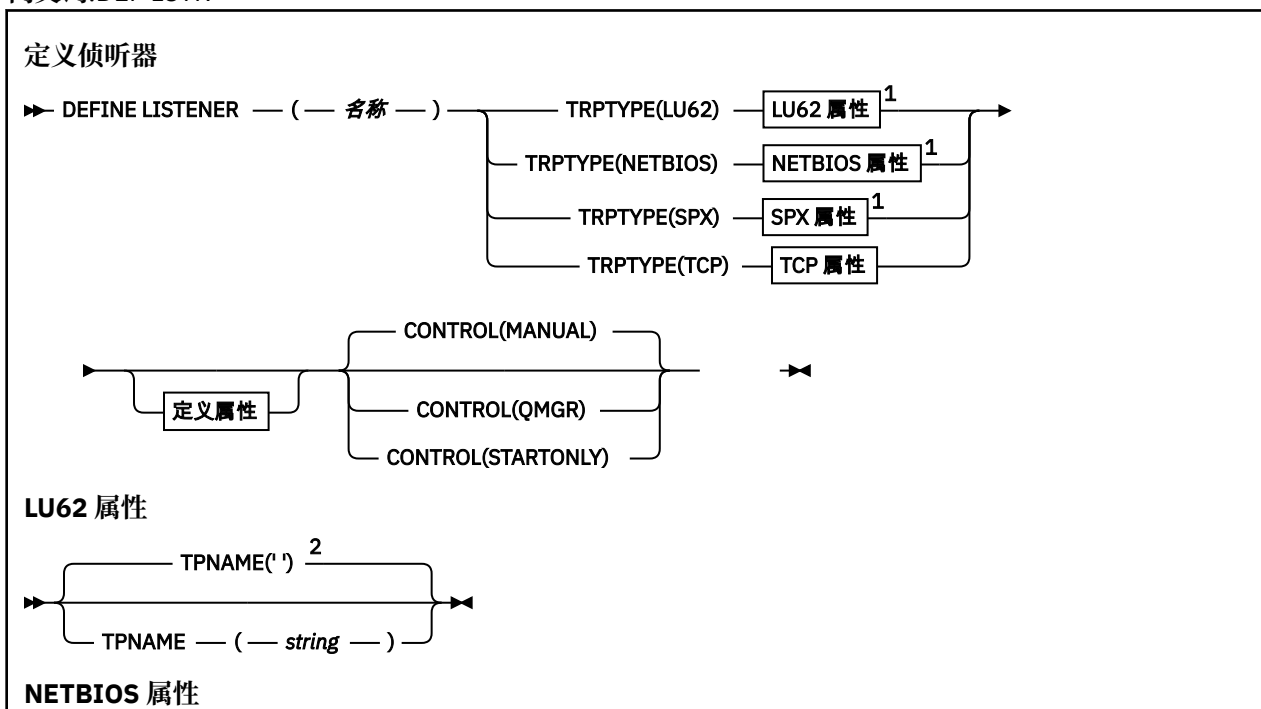 定义侦听器
DEFINE LISTENER ( 名称 ) TRPTYPE(LU62) LU62 属性 1
TRPTYPE(NETBIOS) NETBIOS 属性 1
TRPTYPE(SPX) SPX 属性 1
TRPTYPE(TCP) TCP 属性
CONTROL(MANUAL)
定义属性
CONTROL(QMGR)
CONTROL(STARTONLY)
LU62 属性
TPNAME(' ') 2
TPNAME ( string )
NETBIOS 属性